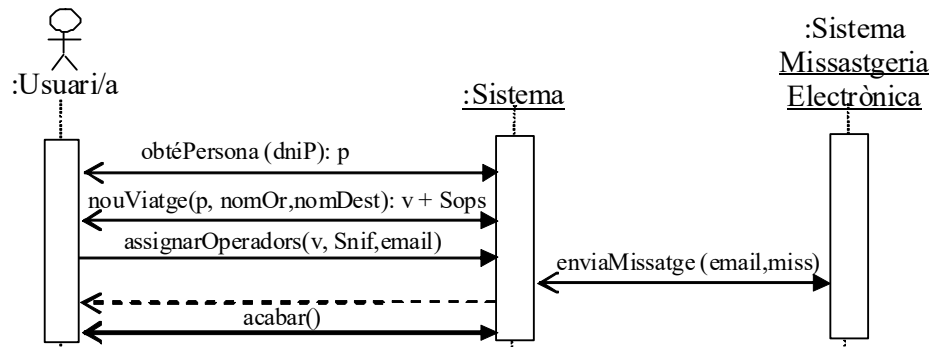 :Usuari/a
:Sistema
:Sistema
Missastgeria
Electrònica
obtéPersona (dniP): p
nouViatge(p, nomOr,nomDest): v + Sops
assignarOperadors(v, Snif,email)
enviaMissatge (email,miss)
acabar()